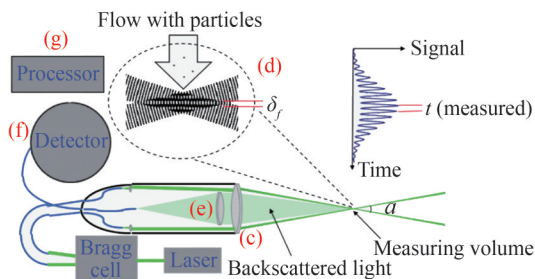 Flow with particles
(g)
Processor
(d)
δf
Signal
t (measured)
Time
(f)
Detector
(e)
(c)
a
Bragg
cell
Laser
Backscattered light
Measuring volume